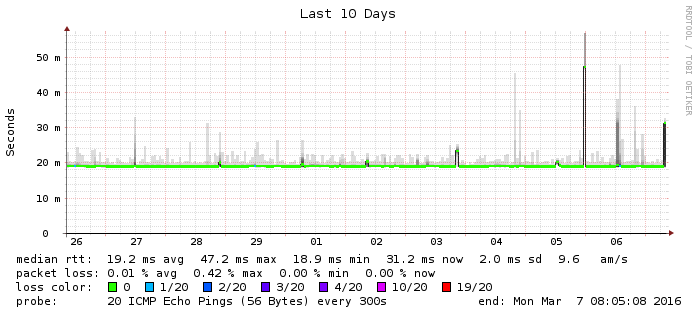 Last 10 Days
RRDTOOL / TOBI OETIKER
Seconds
50 m
40 m
30 m
20 m
10 m
0
26 27 28 29 01 02 03 04 05 06
median rtt: 19.2 ms avg 47.2 ms max 18.9 ms min 31.2 ms now 2.0 ms sd 9.6 am/s
packet loss: 0.01 % avg 0.42 % max 0.00 % min 0.00 % now
loss color: 0 1/20 2/20 3/20 4/20 10/20 19/20
probe: 20 ICMP Echo Pings (56 Bytes) every 300s end: Mon Mar 7 08:05:08 2016